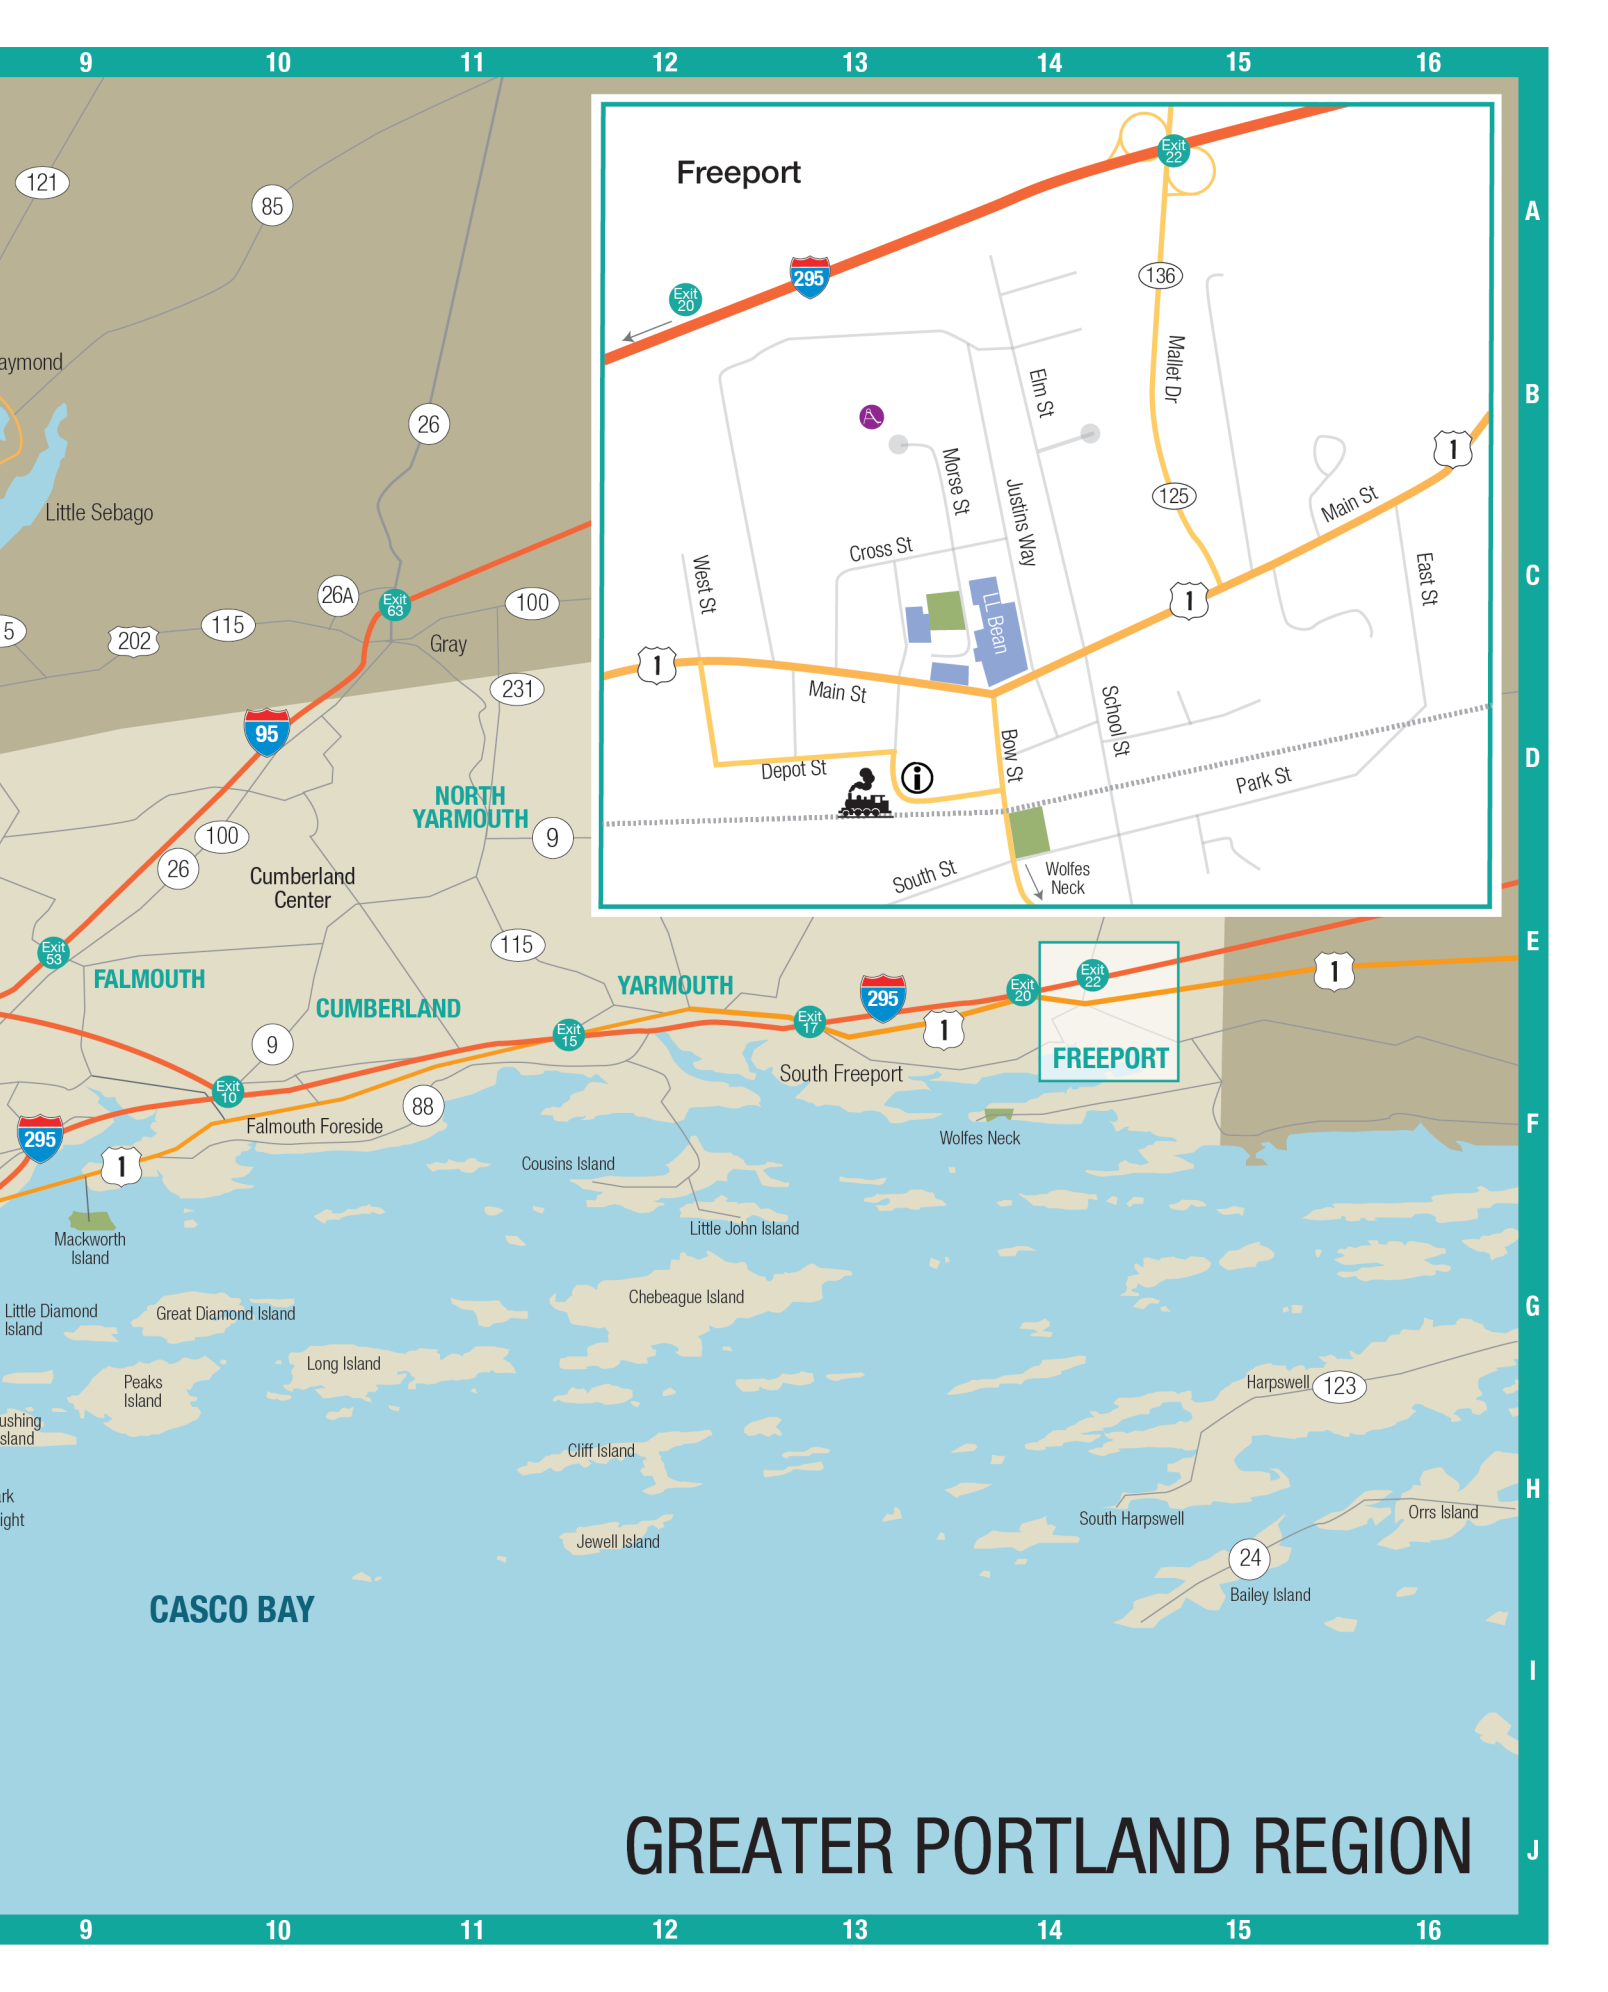 9 10 11 12 13 14 15 16
Freeport
Exit
22
A
121
85
136
295
Exit
20
aymond
Mallet Dr
Elm St
B
26
1
Morse St
Justins Way
125
Main St
Little Sebago
Cross St
West St
East St
C
26A
Exit
63
100
1
5
202
115
LL Bean
Gray
1
231
Main St
School St
95
Bow St
D
Depot St
i
Park St
NORTH
YARMOUTH
100
9
26
Cumberland
Center
South St
Wolfes
Neck
E
115
Exit
53
FALMOUTH
YARMOUTH
CUMBERLAND
295
Exit
20
Exit
22
1
Exit
17
1
Exit
15
9
South Freeport
FREEPORT
Exit
10
88
Falmouth Foreside
F
295
1
Wolfes Neck
Cousins Island
Little John Island
Mackworth
Island
Chebeague Island
G
Little Diamond
Island
Great Diamond Island
Long Island
Peaks
Island
Harpswell
123
ushing
sland
Cliff Island
H
ark
ight
South Harpswell
Orrs Island
Jewell Island
24
Bailey Island
CASCO BAY
I
GREATER PORTLAND REGION
J
9 10 11 12 13 14 15 16